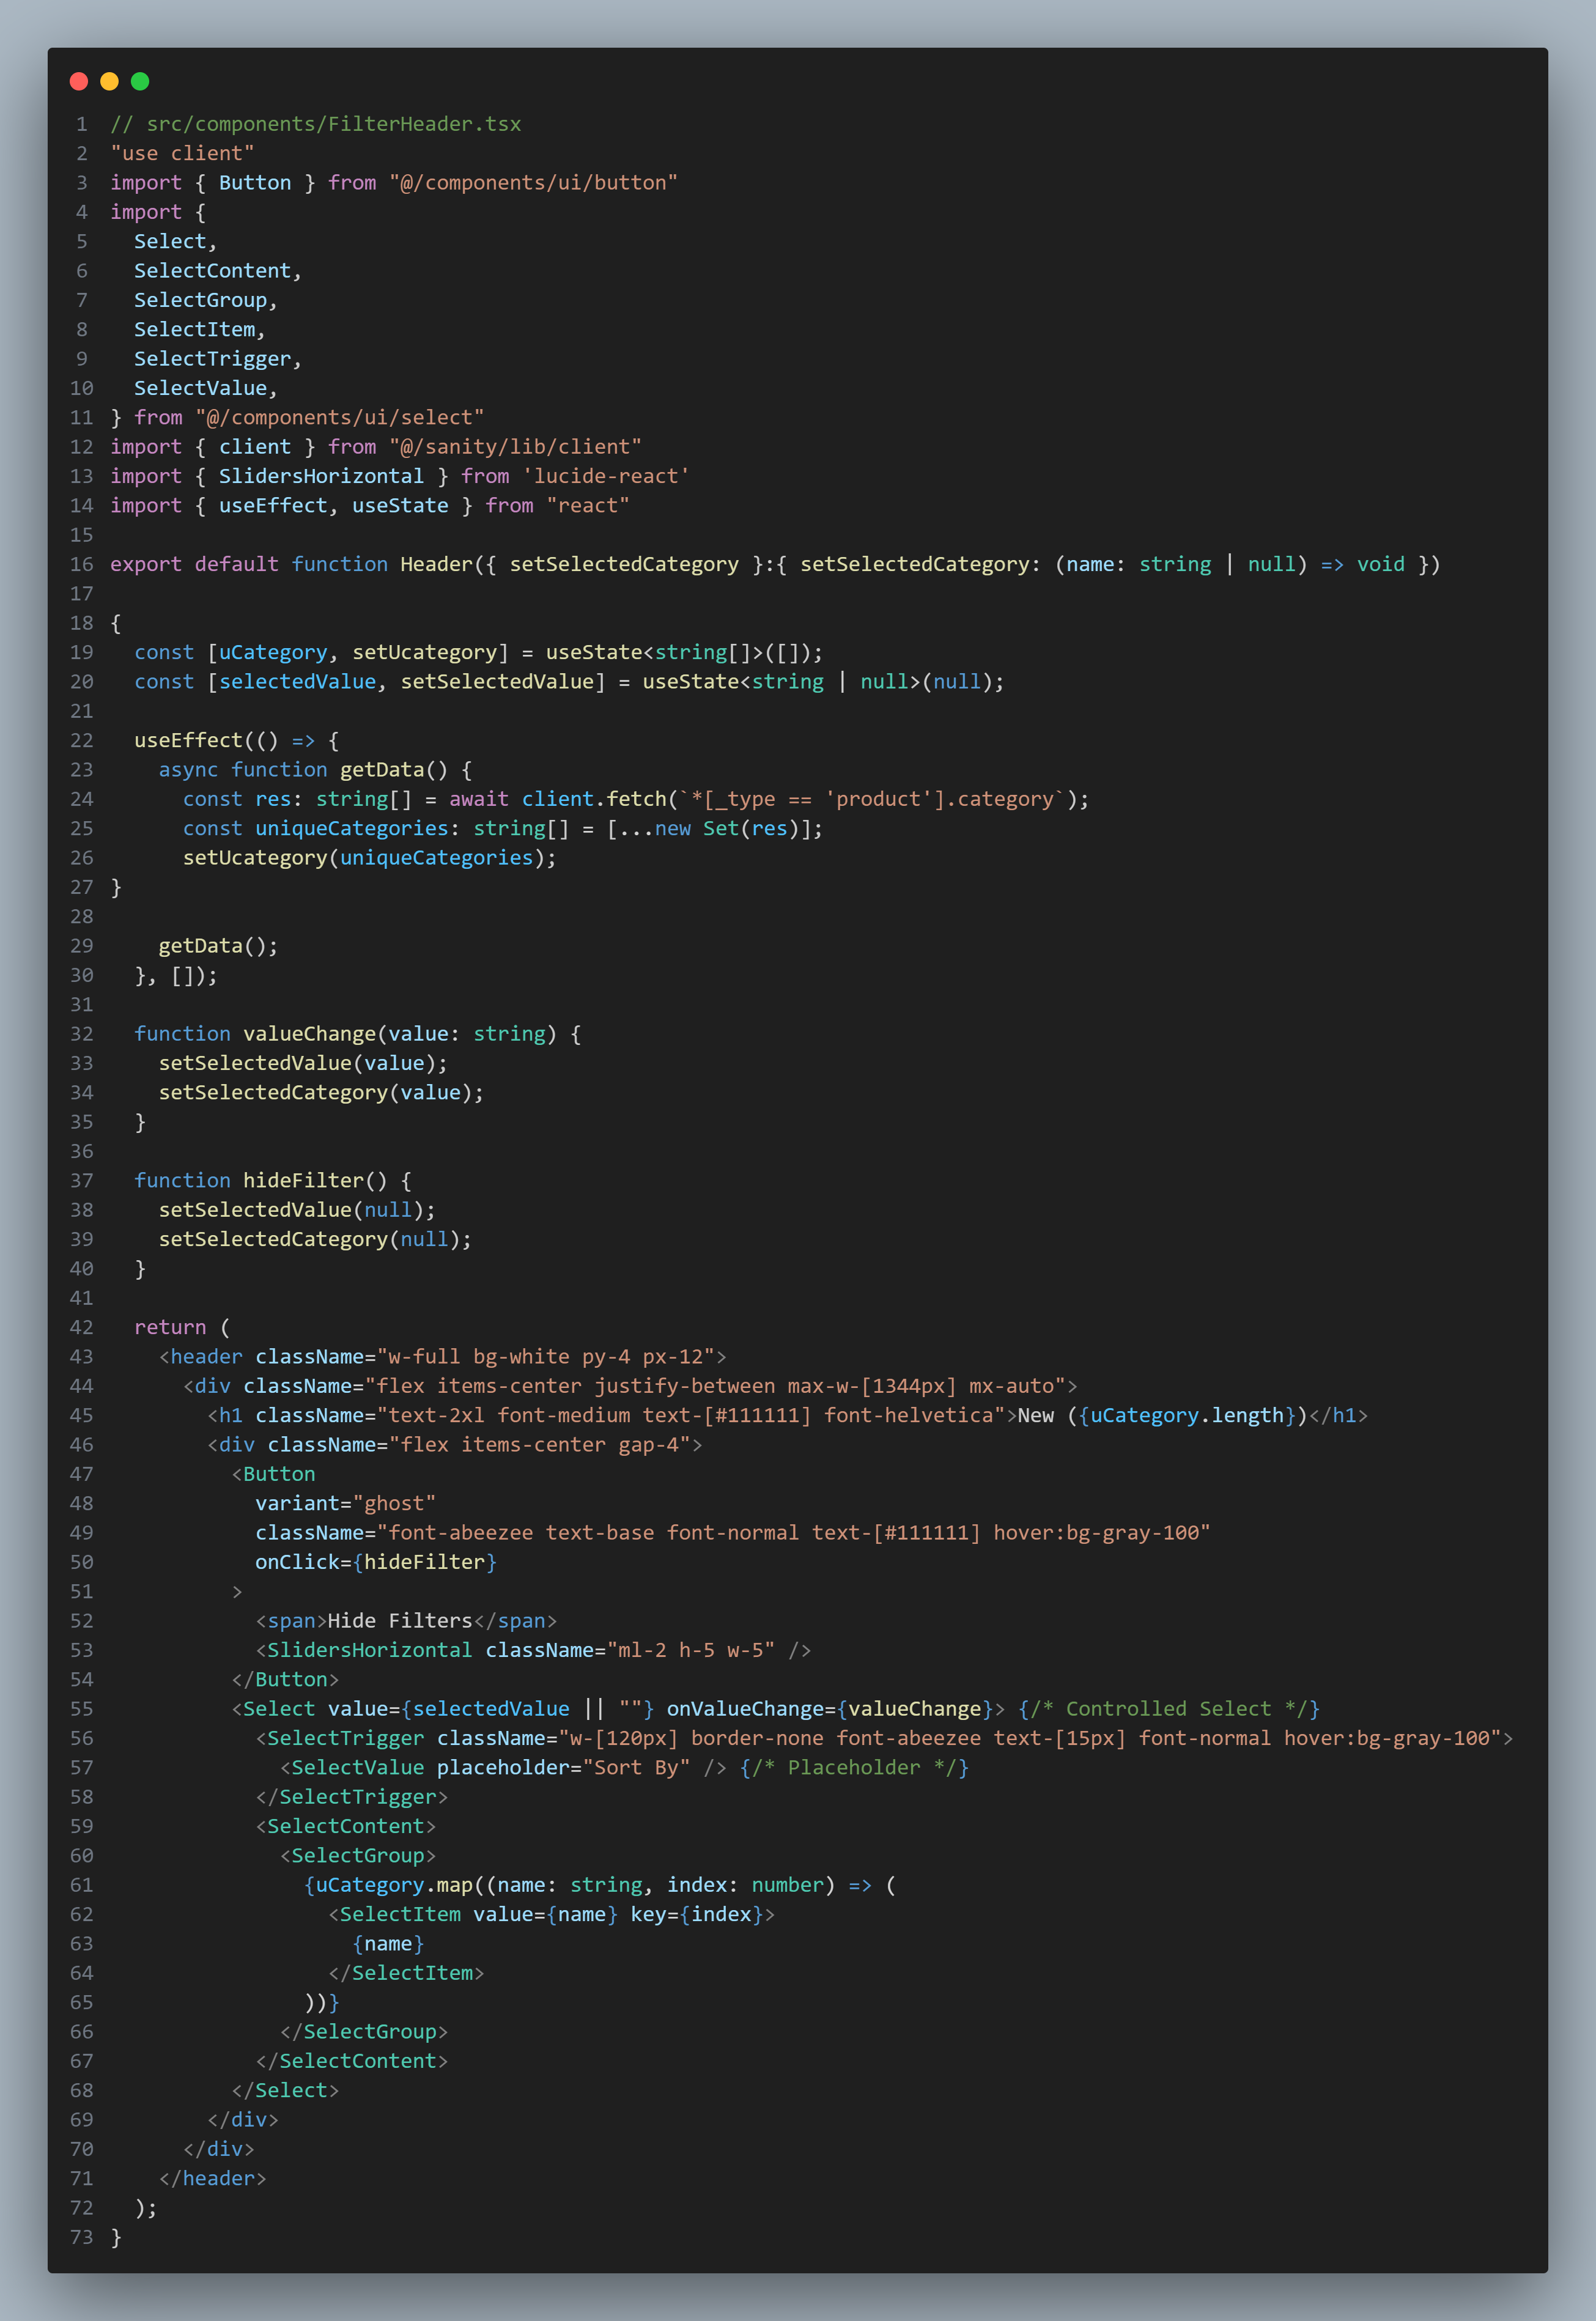 1 // src/components/FilterHeader.tsx
2 "use client"
3 import { Button } from "@/components/ui/button"
4 import {
5   Select,
6   SelectContent,
7   SelectGroup,
8   SelectItem,
9   SelectTrigger,
10   SelectValue,
11 } from "@/components/ui/select"
12 import { client } from "@/sanity/lib/client"
13 import { SlidersHorizontal } from 'lucide-react'
14 import { useEffect, useState } from "react"
15
16 export default function Header({ setSelectedCategory }:{ setSelectedCategory: (name: string | null) => void })
17
18 {
19   const [uCategory, setUcategory] = useState<string[]>([]);
20   const [selectedValue, setSelectedValue] = useState<string | null>(null);
21
22   useEffect(() => {
23     async function getData() {
24       const res: string[] = await client.fetch(`*[_type == 'product'].category`);
25       const uniqueCategories: string[] = [...new Set(res)];
26       setUcategory(uniqueCategories);
27 }
28
29     getData();
30   }, []);
31
32   function valueChange(value: string) {
33     setSelectedValue(value);
34     setSelectedCategory(value);
35   }
36
37   function hideFilter() {
38     setSelectedValue(null);
39     setSelectedCategory(null);
40   }
41
42   return (
43     <header className="w-full bg-white py-4 px-12">
44       <div className="flex items-center justify-between max-w-[1344px] mx-auto">
45         <h1 className="text-2xl font-medium text-[#111111] font-helvetica">New ({uCategory.length})</h1>
46         <div className="flex items-center gap-4">
47           <Button
48             variant="ghost"
49             className="font-abeezee text-base font-normal text-[#111111] hover:bg-gray-100"
50             onClick={hideFilter}
51           >
52             <span>Hide Filters</span>
53             <SlidersHorizontal className="ml-2 h-5 w-5" />
54           </Button>
55           <Select value={selectedValue || ""} onValueChange={valueChange}> {/* Controlled Select */}
56             <SelectTrigger className="w-[120px] border-none font-abeezee text-[15px] font-normal hover:bg-gray-100">
57               <SelectValue placeholder="Sort By" /> {/* Placeholder */}
58             </SelectTrigger>
59             <SelectContent>
60               <SelectGroup>
61                 {uCategory.map((name: string, index: number) => (
62                   <SelectItem value={name} key={index}>
63                     {name}
64                   </SelectItem>
65                 ))}
66               </SelectGroup>
67             </SelectContent>
68           </Select>
69         </div>
70       </div>
71     </header>
72   );
73 }